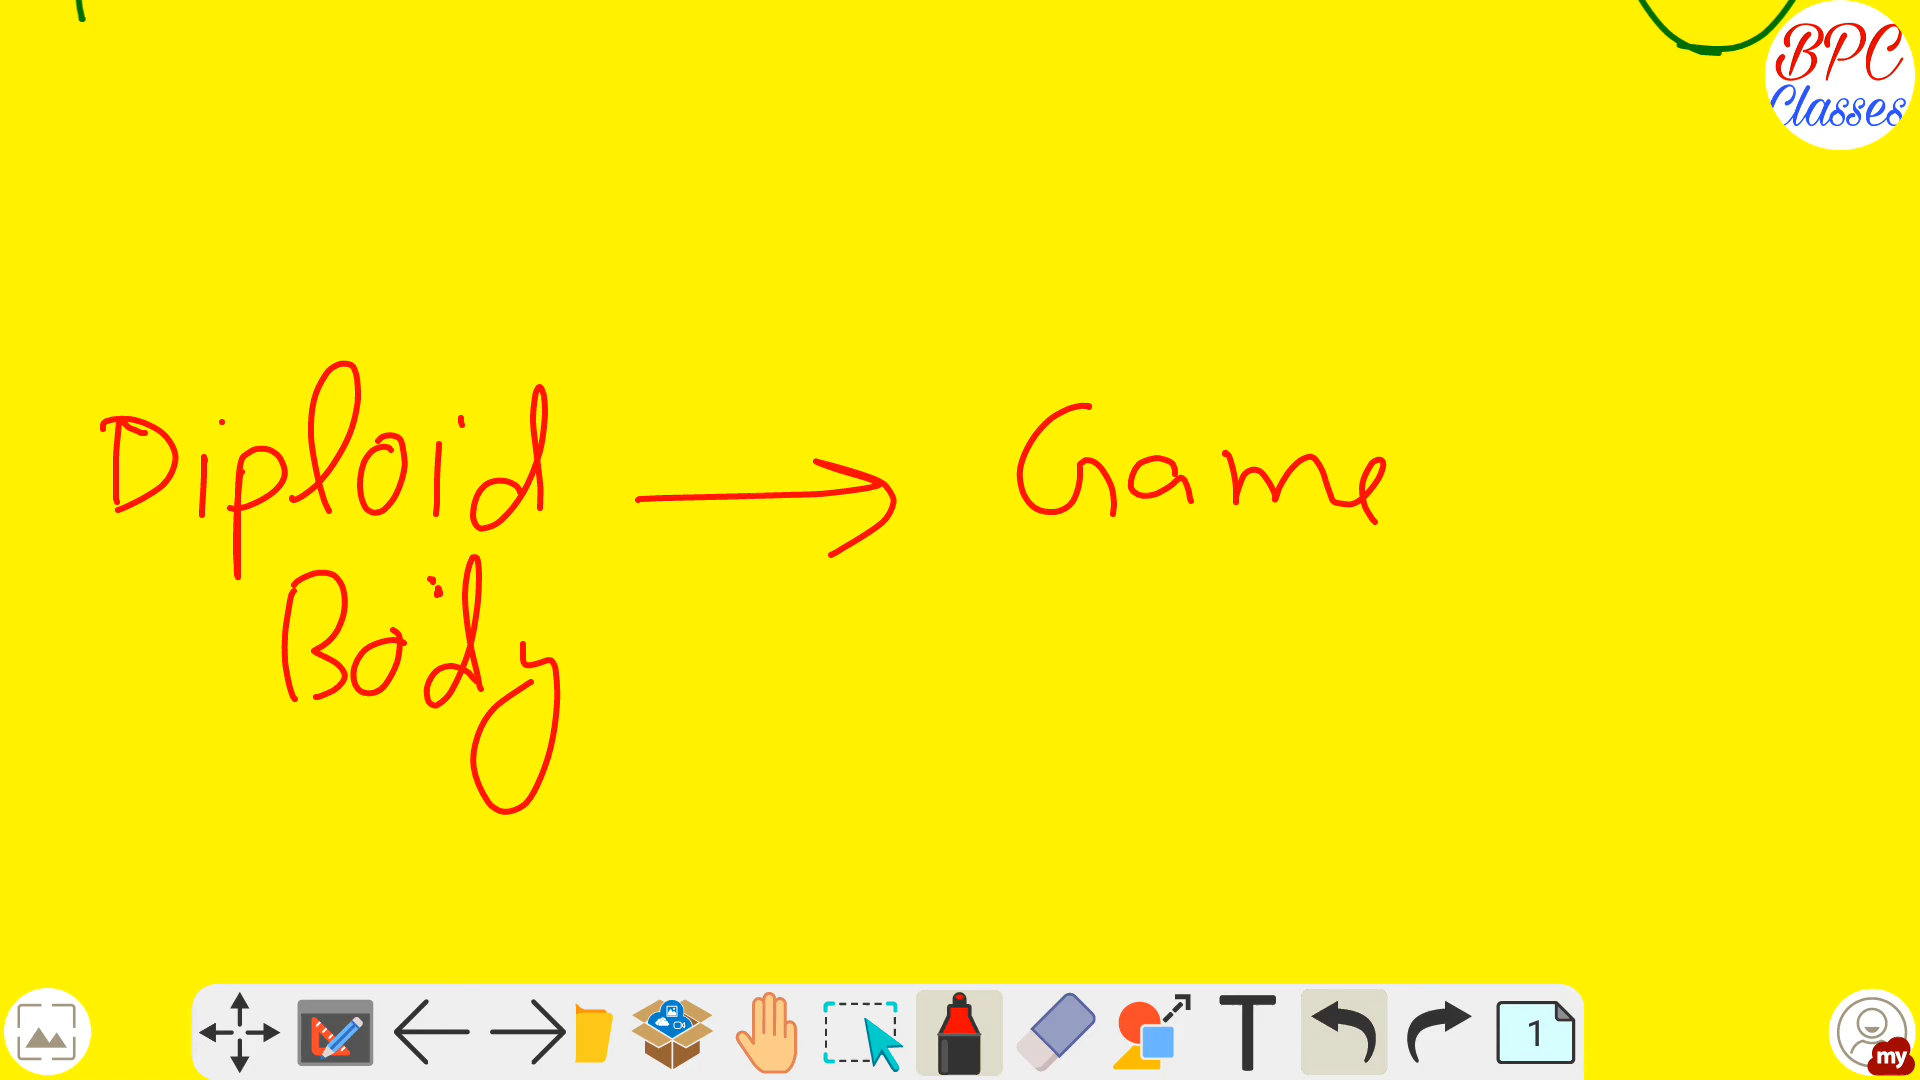 BPC
Classes
Diploid → Game
Body
1
my